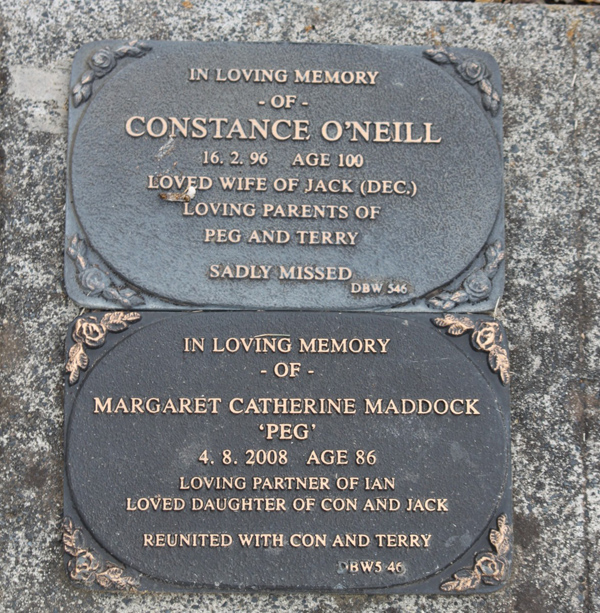 IN LOVING MEMORY
- OF -
CONSTANCE O'NEILL
16. 2. 96 AGE 100
LOVED WIFE OF JACK (DEC.)
LOVING PARENTS OF
PEG AND TERRY
SADLY MISSED
DBW 546
IN LOVING MEMORY
- OF -
MARGARET CATHERINE MADDOCK
'PEG'
4. 8. 2008 AGE 86
LOVING PARTNER OF IAN
LOVED DAUGHTER OF CON AND JACK
REUNITED WITH CON AND TERRY
DBW5 46